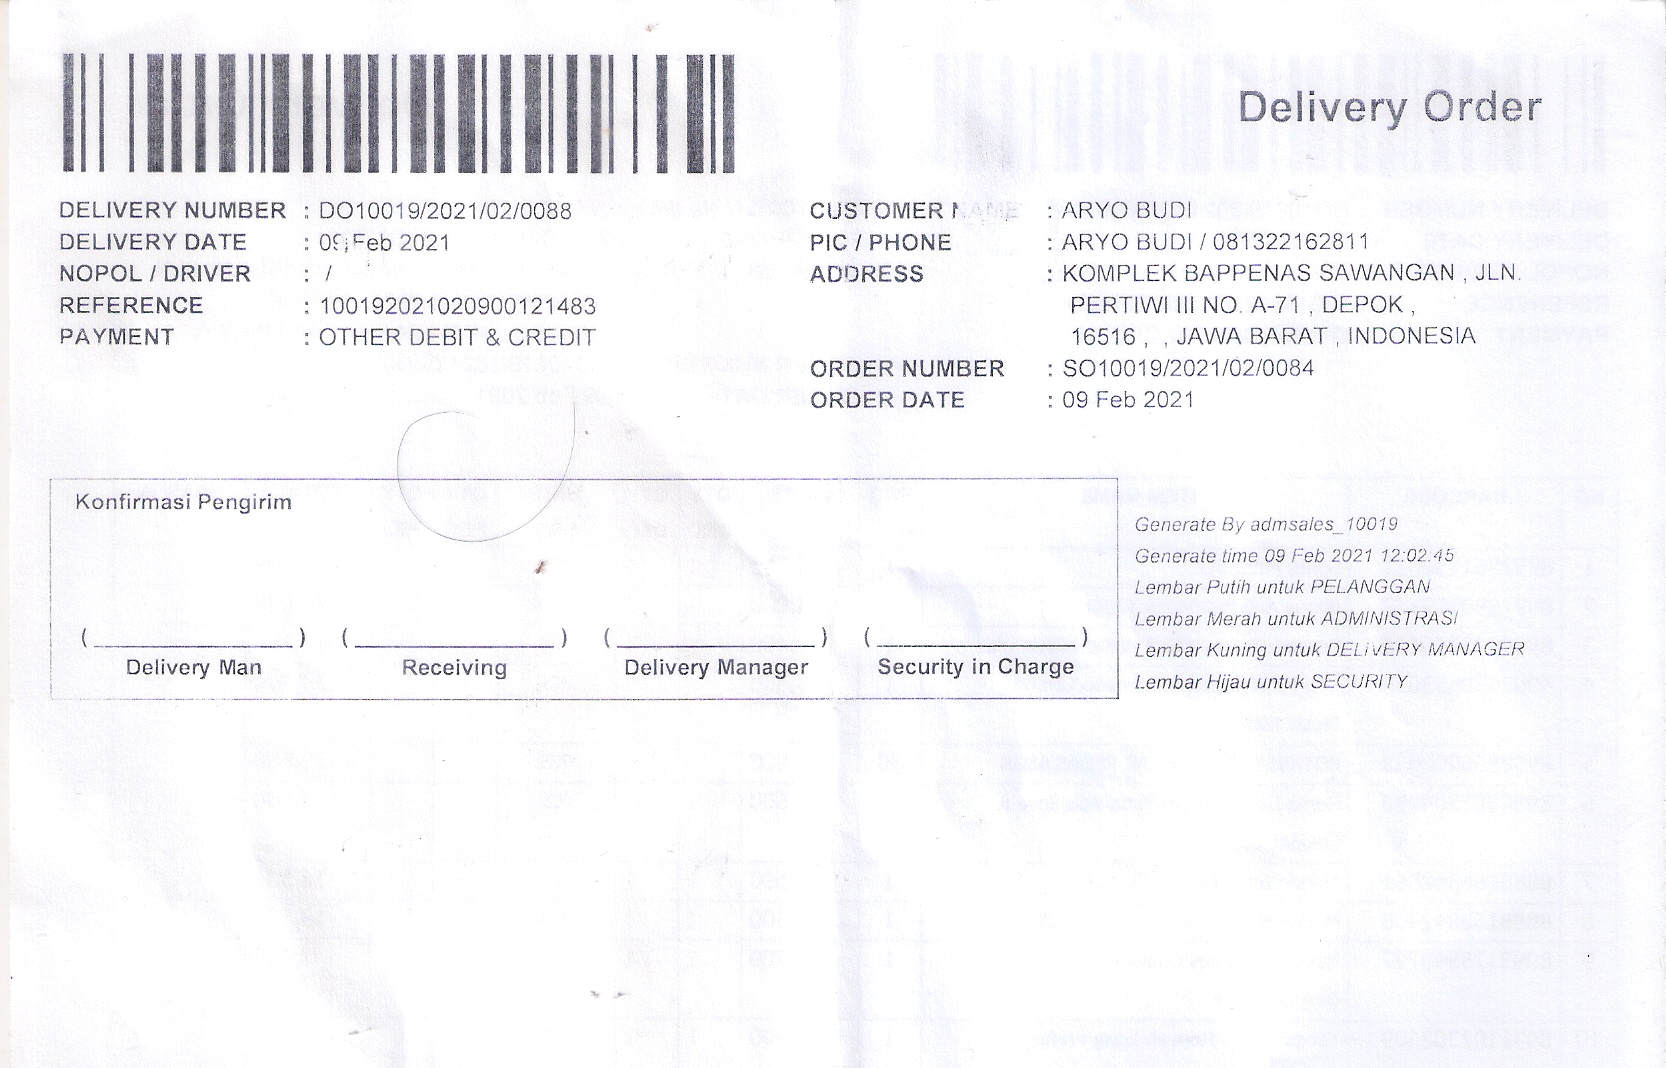 Delivery Order
DELIVERY NUMBER : DO10019/2021/02/0088
DELIVERY DATE : 09 Feb 2021
NOPOL / DRIVER : /
REFERENCE : 100192021020900121483
PAYMENT : OTHER DEBIT & CREDIT
CUSTOMER NAME : ARYO BUDI
PIC / PHONE : ARYO BUDI / 081322162811
ADDRESS : KOMPLEK BAPPENAS SAWANGAN , JLN.
PERTIWI III NO. A-71 , DEPOK ,
16516 , , JAWA BARAT , INDONESIA
ORDER NUMBER : SO10019/2021/02/0084
ORDER DATE : 09 Feb 2021
Konfirmasi Pengirim
(____________) (____________) (____________) (____________)
Delivery Man Receiving Delivery Manager Security in Charge
Generate By admsales_10019
Generate time 09 Feb 2021 12:02:45
Lembar Putih untuk PELANGGAN
Lembar Merah untuk ADMINISTRASI
Lembar Kuning untuk DELIVERY MANAGER
Lembar Hijau untuk SECURITY